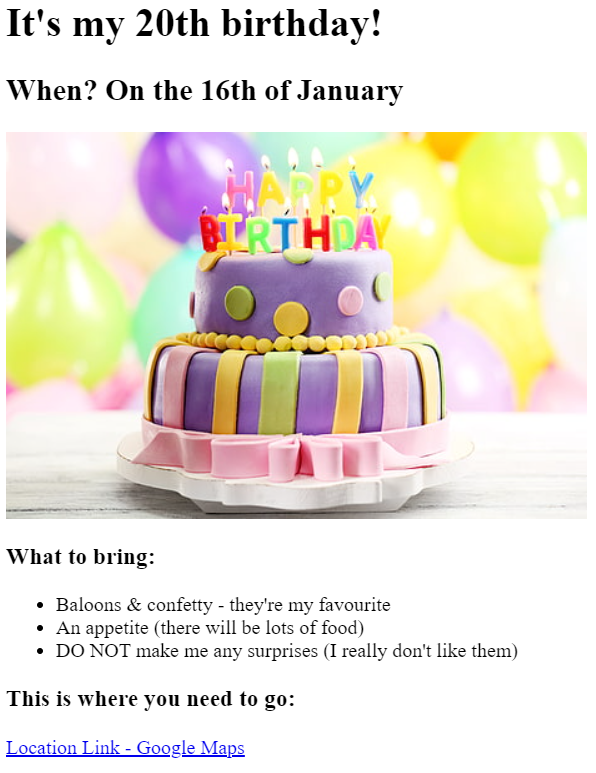 It's my 20th birthday!
When? On the 16th of January
HAPPY
BIRTHDAY
What to bring:
Baloons & confetty - they're my favourite
An appetite (there will be lots of food)
DO NOT make me any surprises (I really don't like them)
This is where you need to go:
Location Link - Google Maps